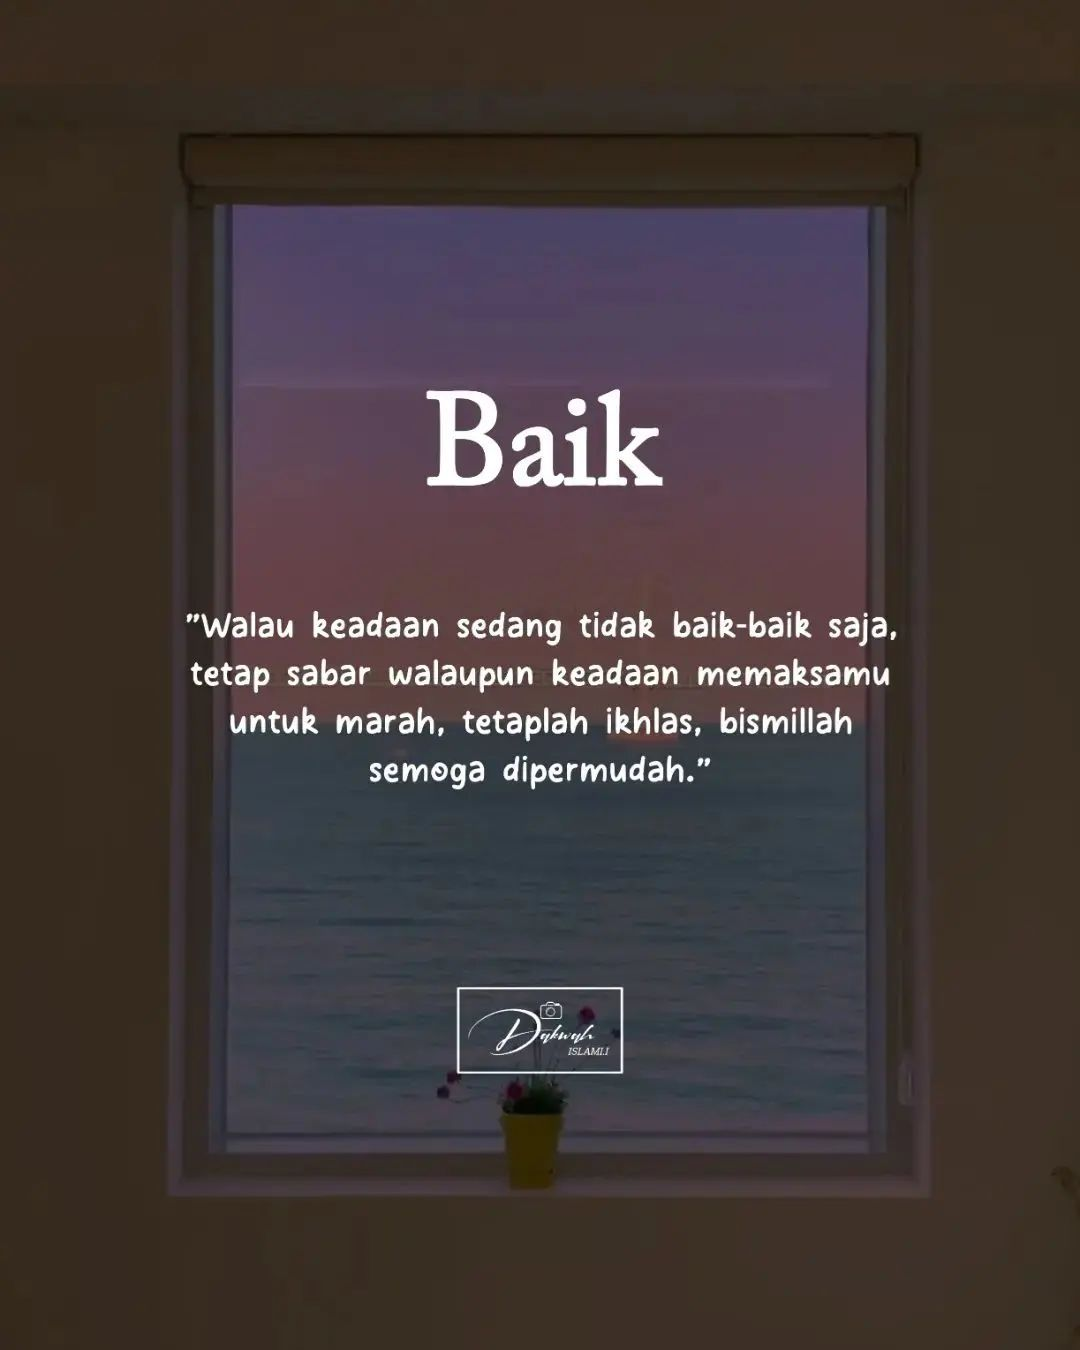 Baik
"Walau keadaan sedang tidak baik-baik saja,
tetap sabar walaupun keadaan memaksamu
untuk marah, tetaplah ikhlas, bismillah
semoga dipermudah."
Dakwah
ISLAMI.I